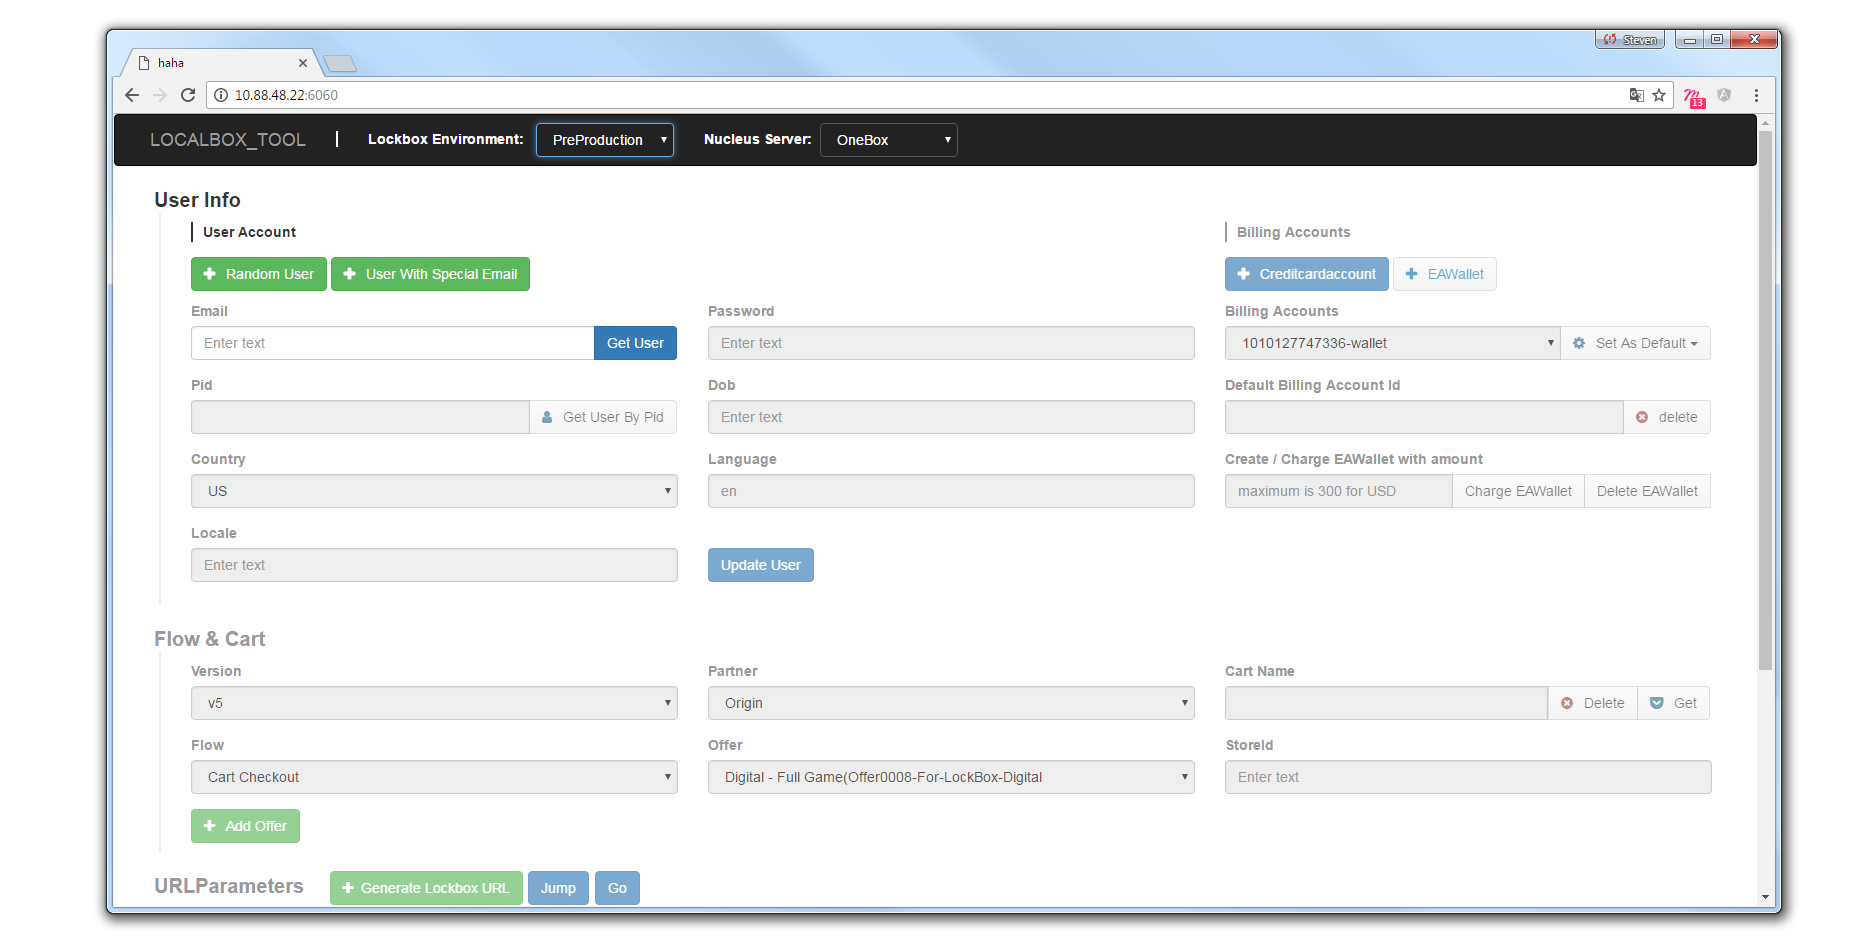 Steven
haha
10.88.48.22:6060
13
LOCALBOX_TOOL | Lockbox Environment: PreProduction Nucleus Server: OneBox
User Info
User Account
Billing Accounts
Random User
User With Special Email
Creditcardaccount
EAWallet
Email
Password
Billing Accounts
Enter text
Get User
Enter text
1010127747336-wallet
Set As Default
Pid
Dob
Default Billing Account Id
Get User By Pid
Enter text
delete
Country
Language
Create / Charge EAWallet with amount
US
en
maximum is 300 for USD
Charge EAWallet
Delete EAWallet
Locale
Enter text
Update User
Flow & Cart
Version
Partner
Cart Name
v5
Origin
Delete
Get
Flow
Offer
StoreId
Cart Checkout
Digital - Full Game(Offer0008-For-LockBox-Digital
Enter text
Add Offer
URLParameters
Generate Lockbox URL
Jump
Go